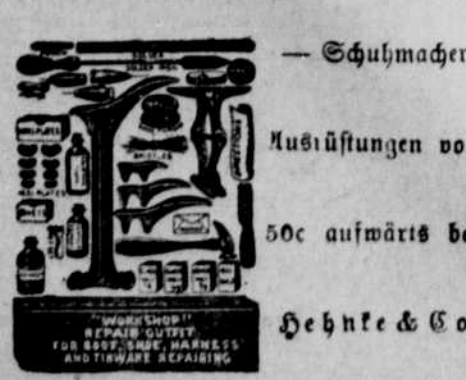 — Schuhmacher
Ausrüstungen vo
50c aufwärts be
Hehnke & Co
"WORKSHOP"
REPAIR OUTFIT
FOR BOOT, SHOE, HARNESS
AND TINWARE REPAIRING